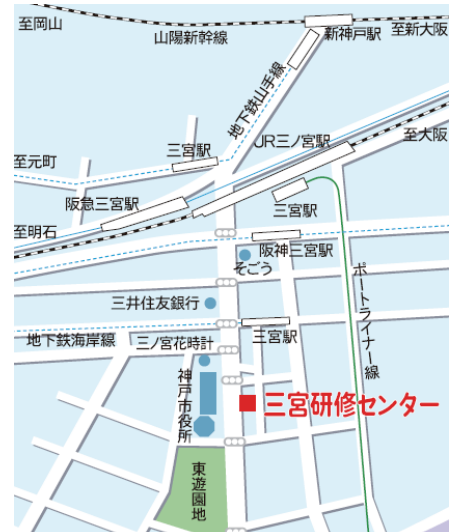 至岡山
山陽新幹線
新神戸駅
至新大阪
地下鉄山手線
至元町
三宮駅
JR三ノ宮駅
至大阪
阪急三宮駅
三宮駅
至明石
阪神三宮駅
そごう
三井住友銀行
ポートライナー線
地下鉄海岸線
三ノ宮花時計
三宮駅
神戸市役所
三宮研修センター
東遊園地